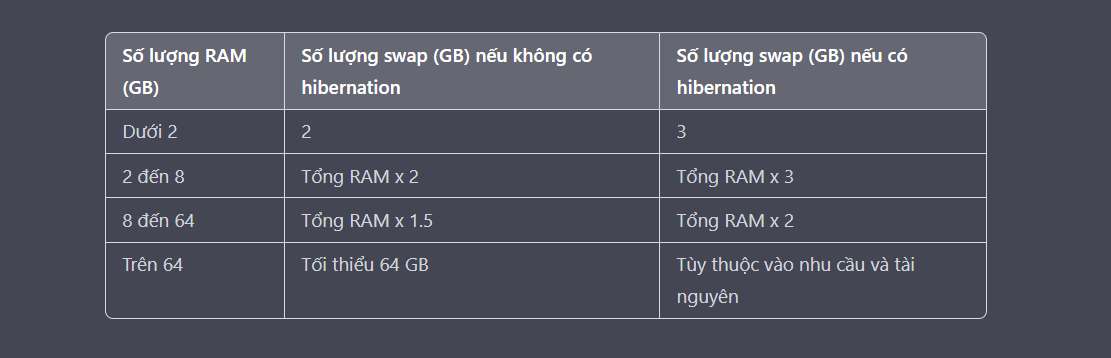 Số lượng RAM (GB)
Số lượng swap (GB) nếu không có hibernation
Số lượng swap (GB) nếu có hibernation
Dưới 2
2
3
2 đến 8
Tổng RAM x 2
Tổng RAM x 3
8 đến 64
Tổng RAM x 1.5
Tổng RAM x 2
Trên 64
Tối thiểu 64 GB
Tùy thuộc vào nhu cầu và tài nguyên